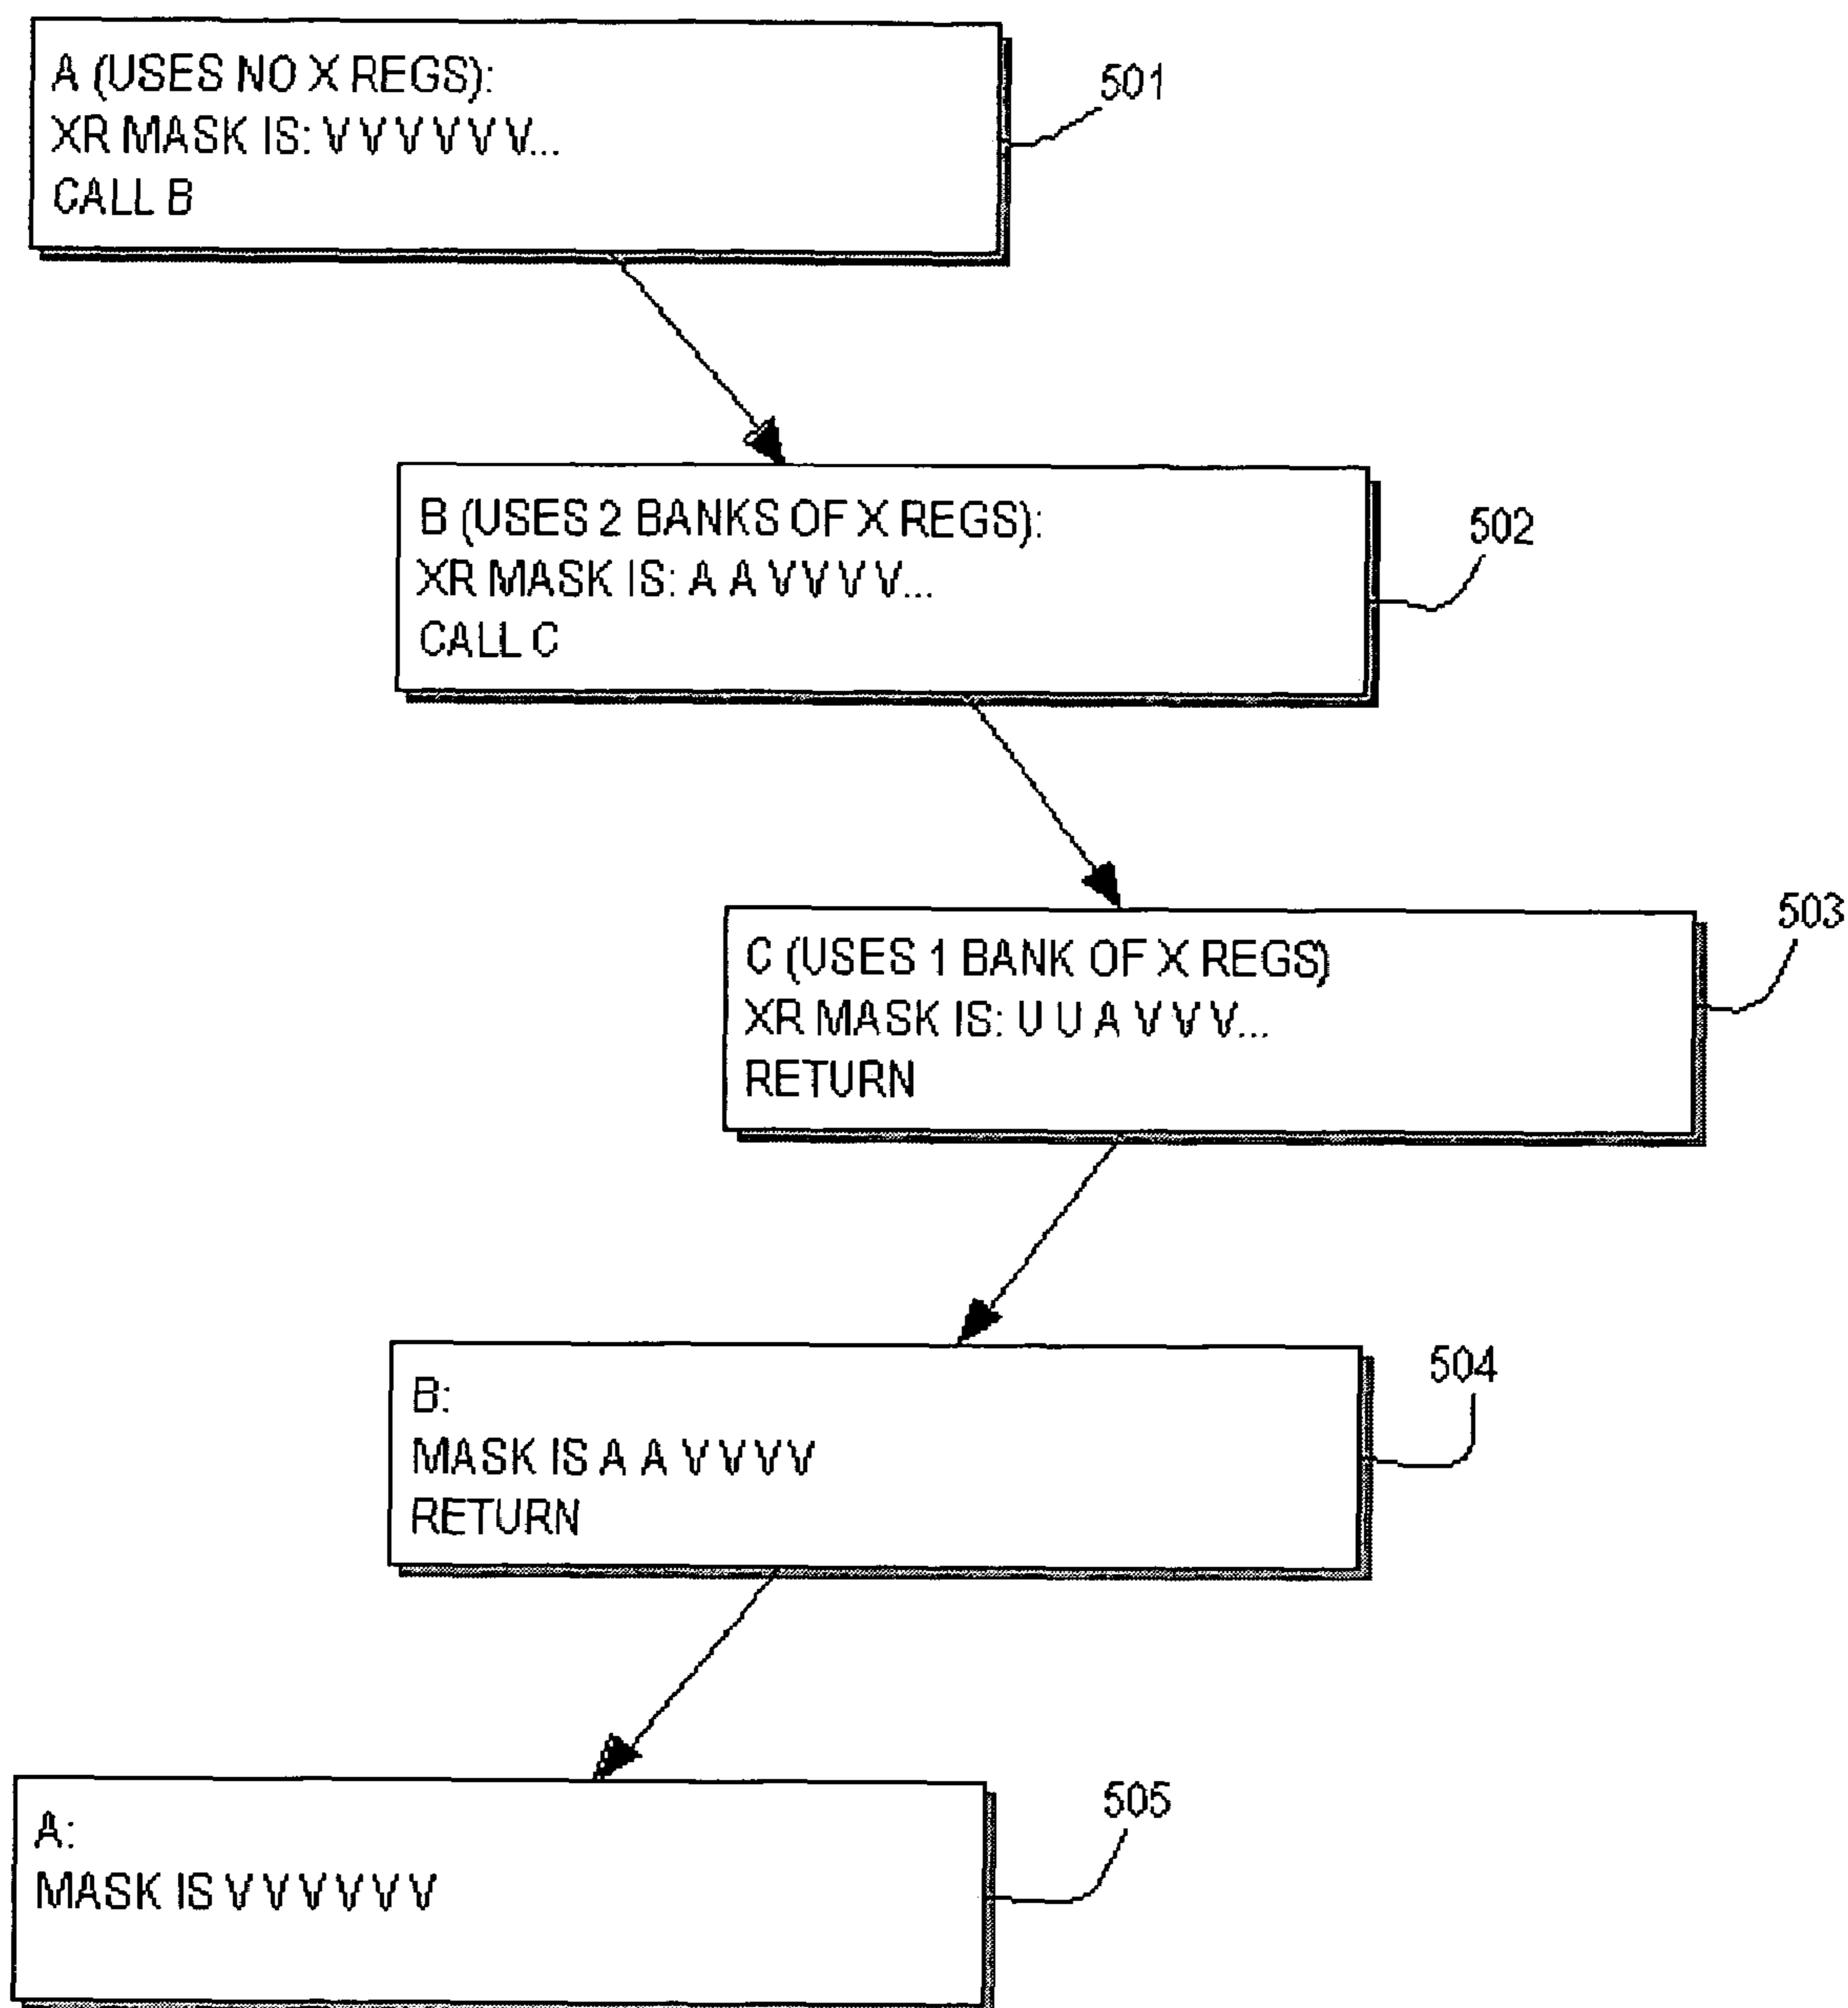 A (USES NO X REGS):
XR MASK IS: V V V V V V...
CALL B
501
B (USES 2 BANKS OF X REGS):
XR MASK IS: A A V V V V...
CALL C
502
C (USES 1 BANK OF X REGS)
XR MASK IS: U U A V V V...
RETURN
503
B:
MASK IS A A V V V V
RETURN
504
A:
MASK IS V V V V V V
505